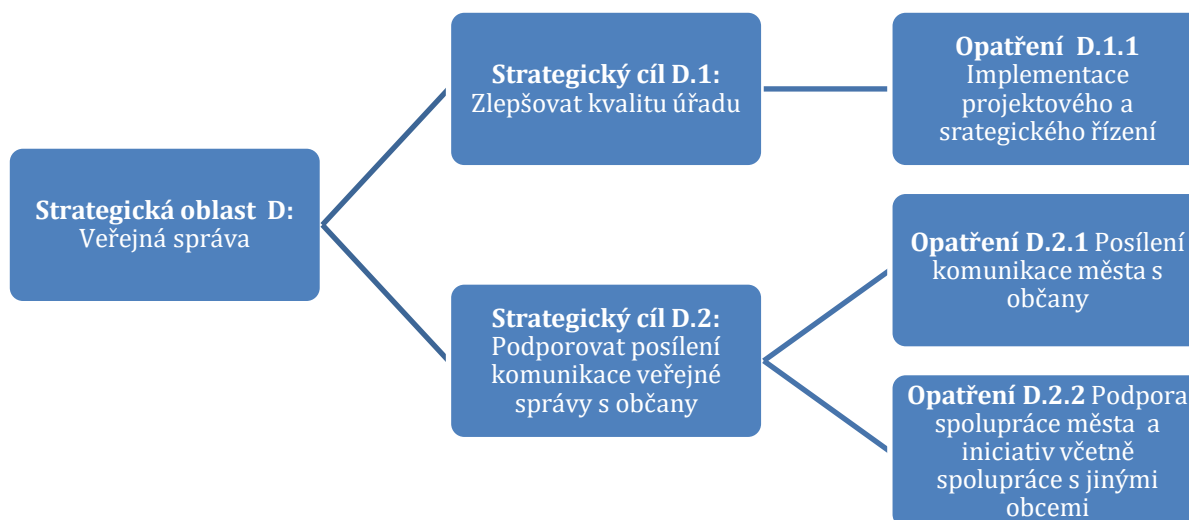 Strategická oblast D:
Veřejná správa
Strategický cíl D.1:
Zlepšovat kvalitu úřadu
Opatření D.1.1
Implementace
projektového a
srategického řízení
Strategický cíl D.2:
Podporovat posílení
komunikace veřejné
správy s občany
Opatření D.2.1 Posílení
komunikace města s
občany
Opatření D.2.2 Podpora
spolupráce města a
iniciativ včetně
spolupráce s jinými
obcemi